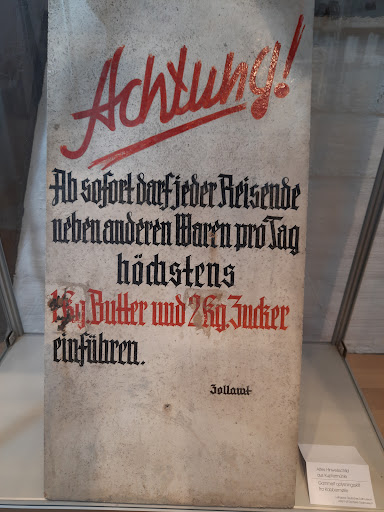 Achtung!
Ab sofort darf jeder Reisende
neben anderen Waren pro Tag
höchstens
1 Kg. Butter und 2 Kg. Zucker
einführen.
Zollamt